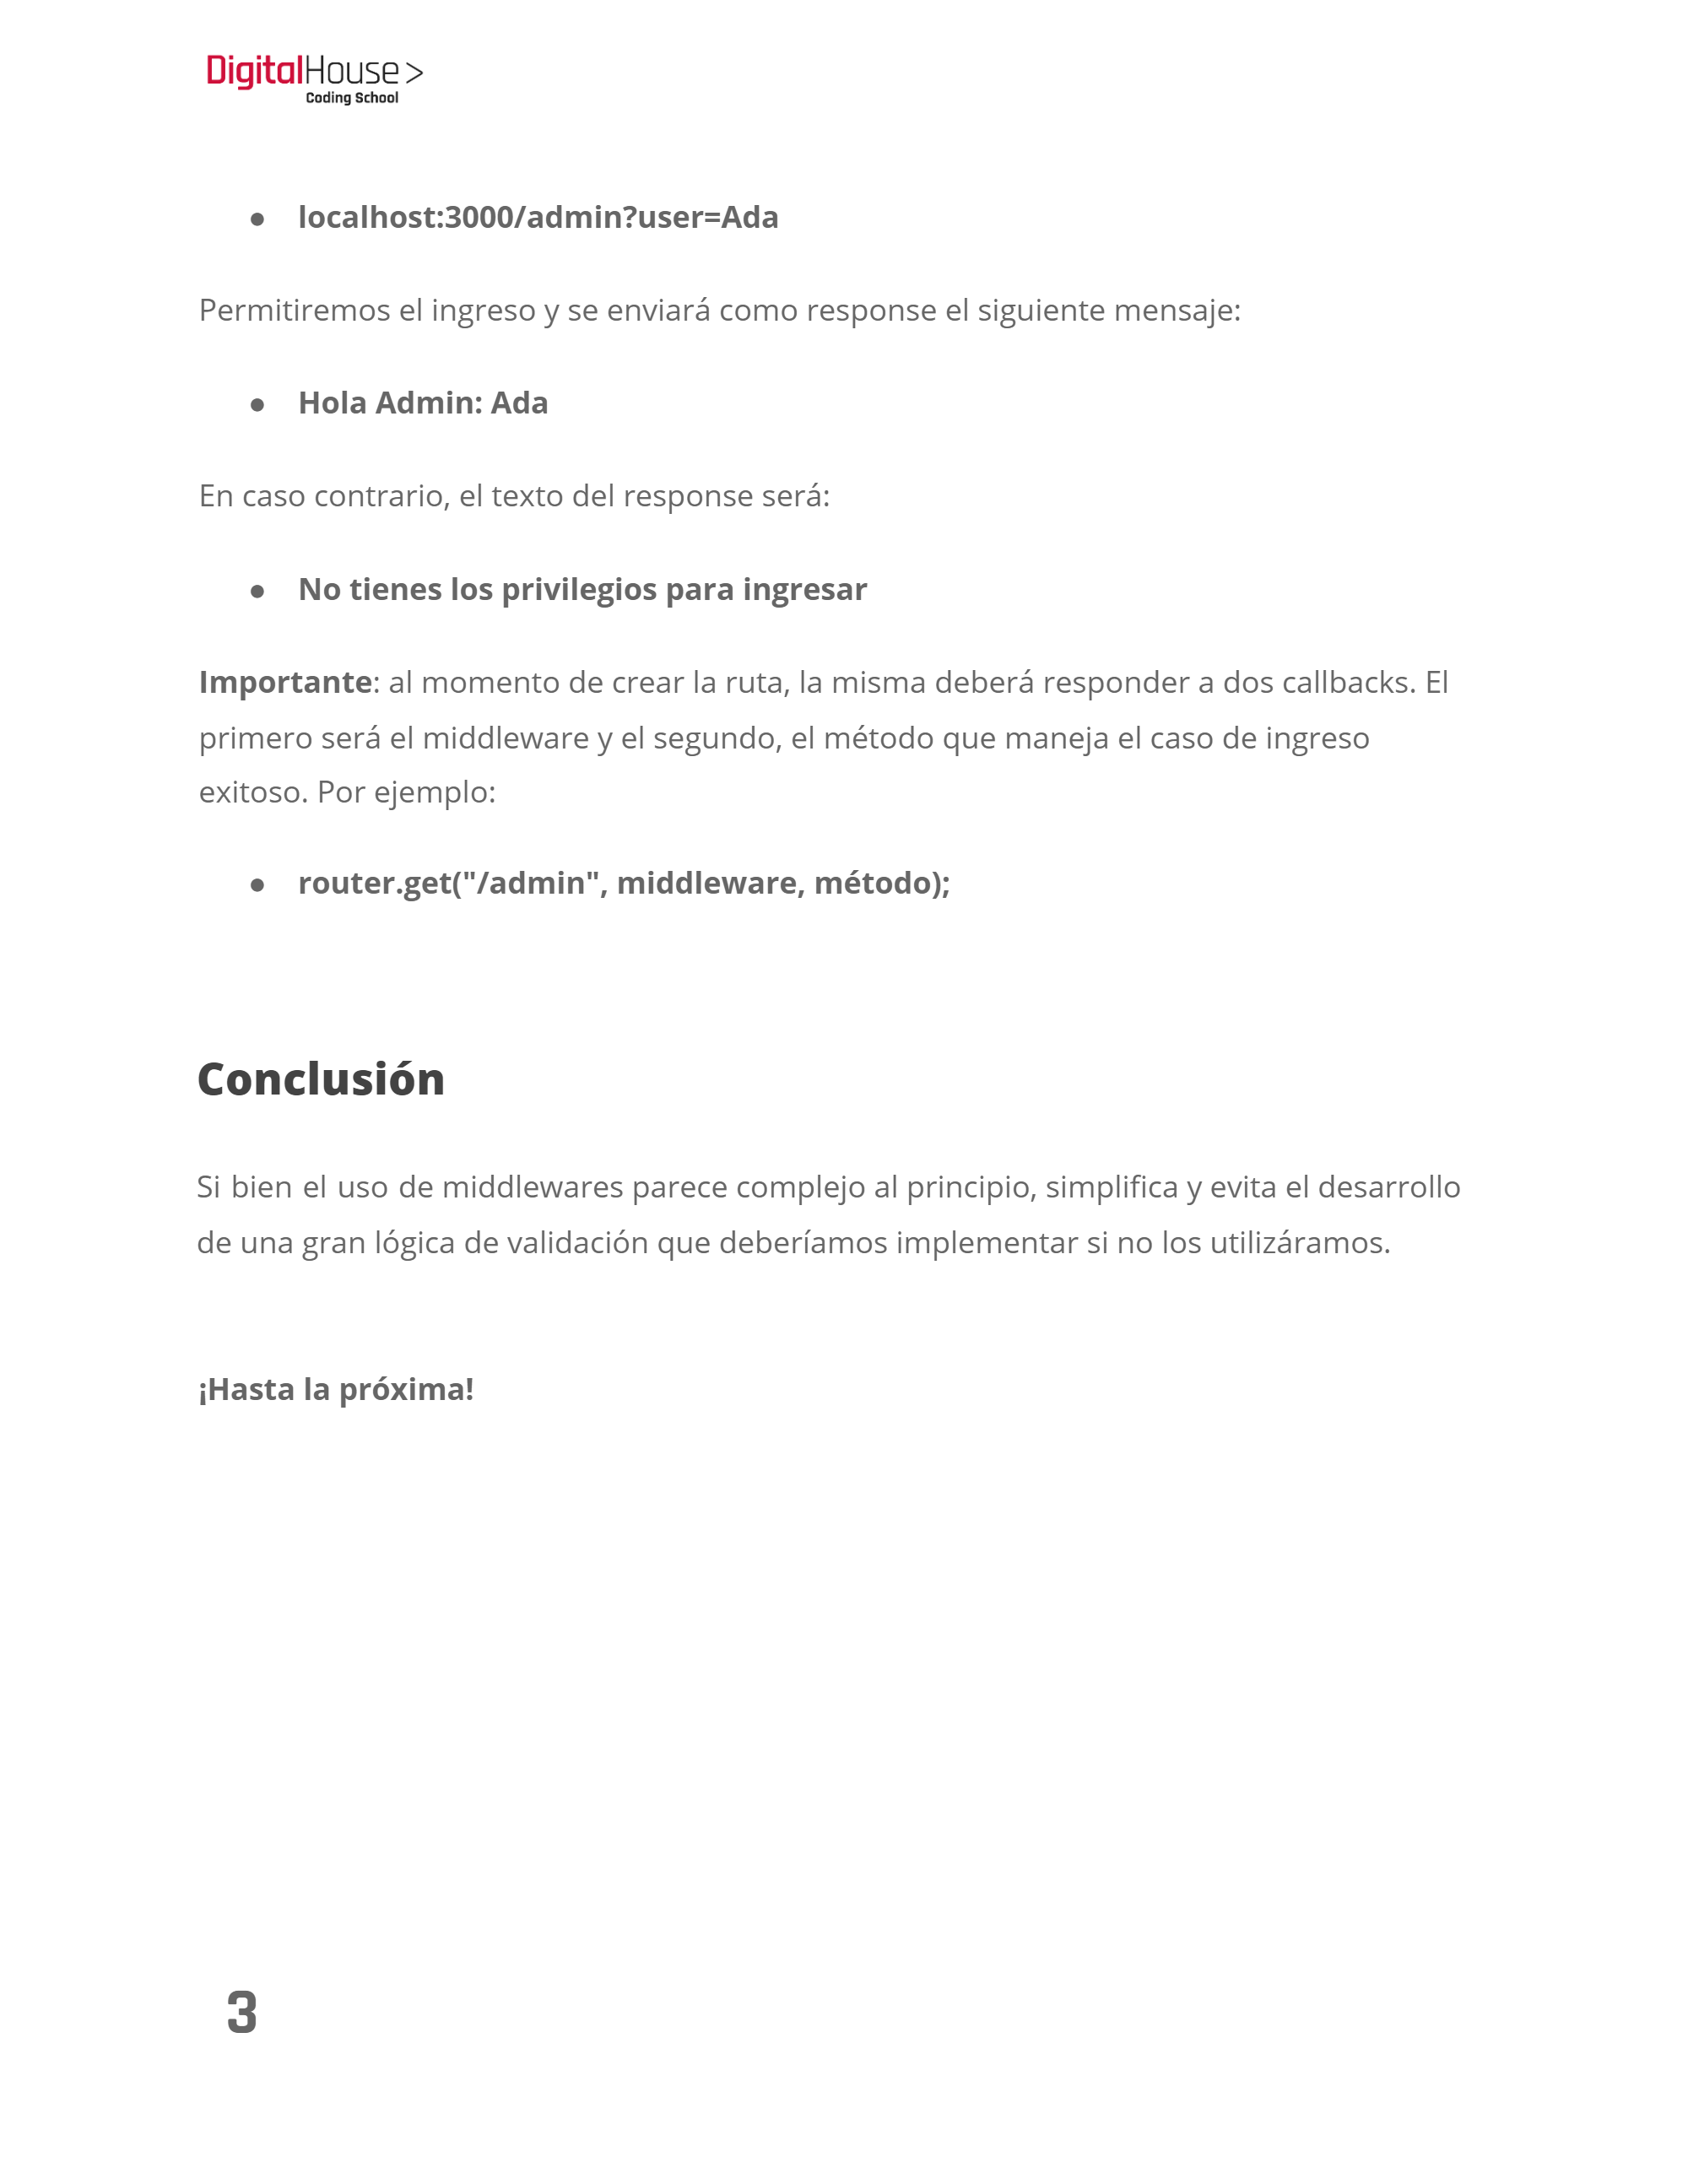 DigitalHouse >
Coding School
● localhost:3000/admin?user=Ada
Permitiremos el ingreso y se enviará como response el siguiente mensaje:
● Hola Admin: Ada
En caso contrario, el texto del response será:
● No tienes los privilegios para ingresar
Importante: al momento de crear la ruta, la misma deberá responder a dos callbacks. El
primero será el middleware y el segundo, el método que maneja el caso de ingreso
exitoso. Por ejemplo:
● router.get("/admin", middleware, método);
Conclusión
Si bien el uso de middlewares parece complejo al principio, simplifica y evita el desarrollo
de una gran lógica de validación que deberíamos implementar si no los utilizáramos.
¡Hasta la próxima!
3